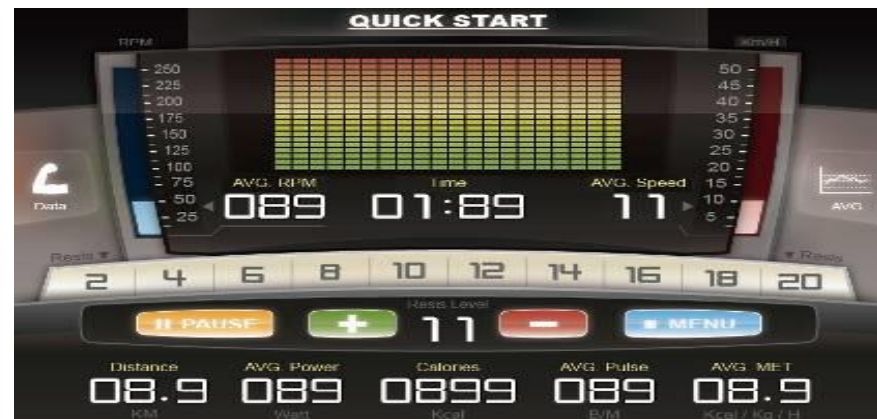 QUICK START
RPM
Km/H
250
225
200
175
150
125
100
75
50
25
50
45
40
35
30
25
20
15
10
5
Data
AVG. RPM
089
Time
01:89
AVG. Speed
11
AVG
Resis ▼
▼ Resis
2 4 6 8 10 12 14 16 18 20
PAUSE
Resis Level
11
MENU
Distance AVG. Power Calories AVG. Pulse AVG. MET
08.9 089 0899 089 08.9
KM Watt Kcal B/M Kcal / Kg / H